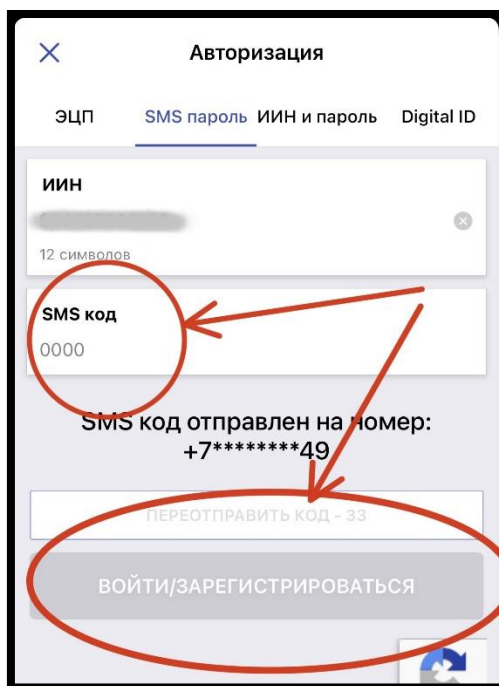 Авторизация
ЭЦП SMS пароль ИИН и пароль Digital ID
ИИН
12 символов
SMS код
0000
SMS код отправлен на номер:
+7********49
ПЕРЕОТПРАВИТЬ КОД - 33
ВОЙТИ/ЗАРЕГИСТРИРОВАТЬСЯ